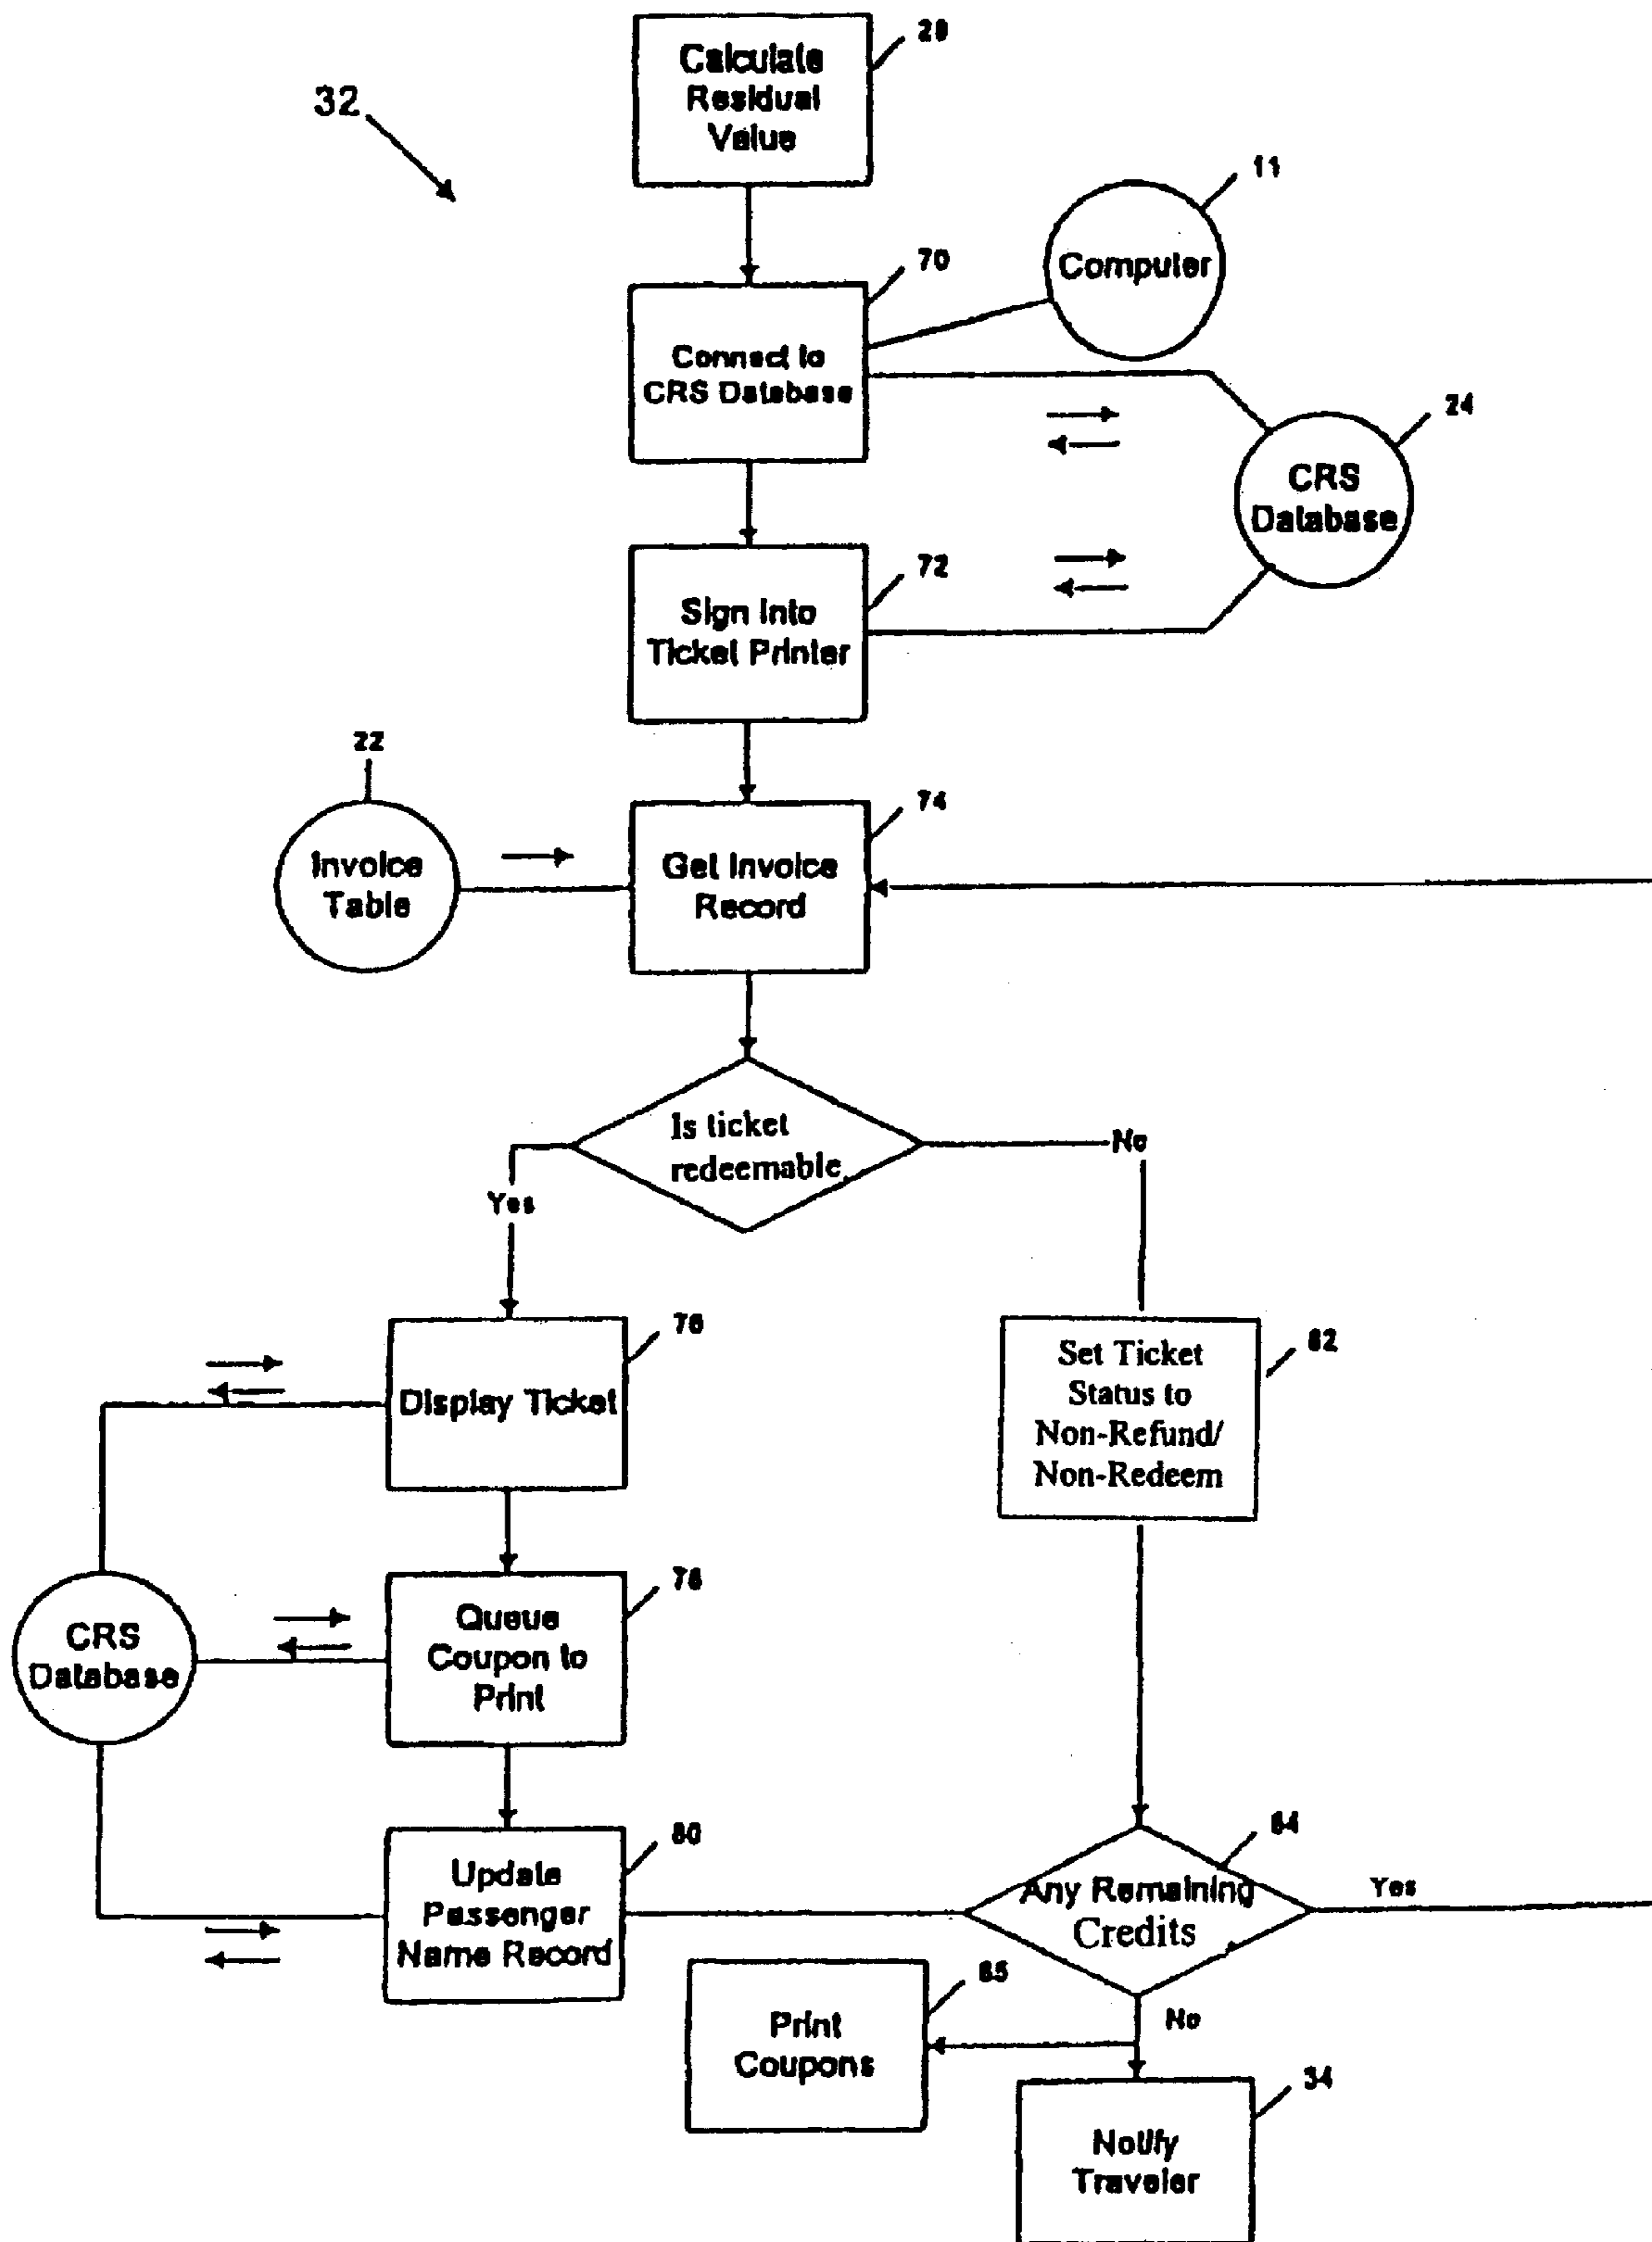 28
Calculate
Residual
Value
32
11
Computer
70
Connect to
CRS Database
24
CRS
Database
72
Sign Into
Ticket Printer
22
Invoice
Table
74
Get Invoice
Record
Is ticket
redeemable
No
Yes
76
Display Ticket
82
Set Ticket
Status to
Non-Refund/
Non-Redeem
78
Queue
Coupon to
Print
CRS
Database
80
Update
Passenger
Name Record
84
Any Remaining
Credits
Yes
No
85
Print
Coupons
34
Notify
Traveler